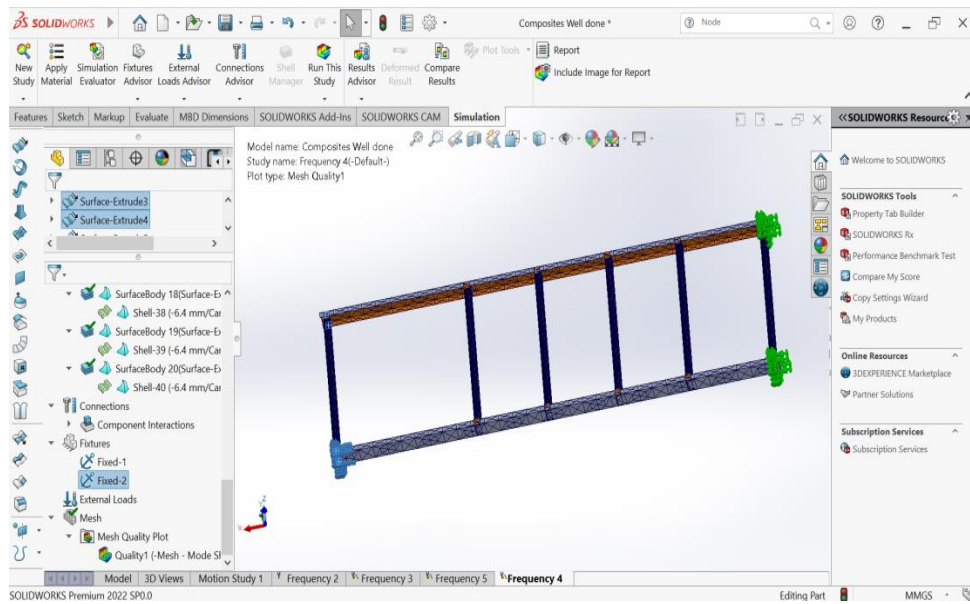 SOLIDWORKS
Composites Well done *
Node
New Study
Apply Material
Simulation Evaluator
Fixtures Advisor
External Loads Advisor
Connections Advisor
Shell Manager
Run This Study
Results Advisor
Deformed Result
Compare Results
Plot Tools
Report
Include Image for Report
Features Sketch Markup Evaluate MBD Dimensions SOLIDWORKS Add-Ins SOLIDWORKS CAM Simulation
Model name: Composites Well done
Study name: Frequency 4(-Default-)
Plot type: Mesh Quality1
Surface-Extrude3
Surface-Extrude4
SurfaceBody 18(Surface-Ex
Shell-38 (-6.4 mm/Car
SurfaceBody 19(Surface-Ex
Shell-39 (-6.4 mm/Car
SurfaceBody 20(Surface-Ex
Shell-40 (-6.4 mm/Car
Connections
Component Interactions
Fixtures
Fixed-1
Fixed-2
External Loads
Mesh
Mesh Quality Plot
Quality1 (-Mesh - Mode Sh
<<SOLIDWORKS Resources
Welcome to SOLIDWORKS
SOLIDWORKS Tools
Property Tab Builder
SOLIDWORKS Rx
Performance Benchmark Test
Compare My Score
Copy Settings Wizard
My Products
Online Resources
3DEXPERIENCE Marketplace
Partner Solutions
Subscription Services
Subscription Services
Model 3D Views Motion Study 1 Frequency 2 Frequency 3 Frequency 5 Frequency 4
SOLIDWORKS Premium 2022 SP0.0
Editing Part
MMGS